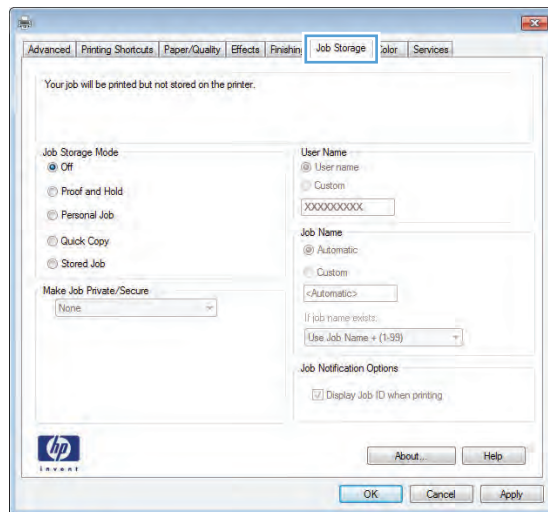 Advanced Printing Shortcuts Paper/Quality Effects Finishing Job Storage Color Services
Your job will be printed but not stored on the printer.
Job Storage Mode
Off
Proof and Hold
Personal Job
Quick Copy
Stored Job
Make Job Private/Secure
None
User Name
User name
Custom
XXXXXXXXX
Job Name
Automatic
Custom
<Automatic>
If job name exists:
Use Job Name + (1-99)
Job Notification Options
Display Job ID when printing
hp
invent
About... Help
OK Cancel Apply